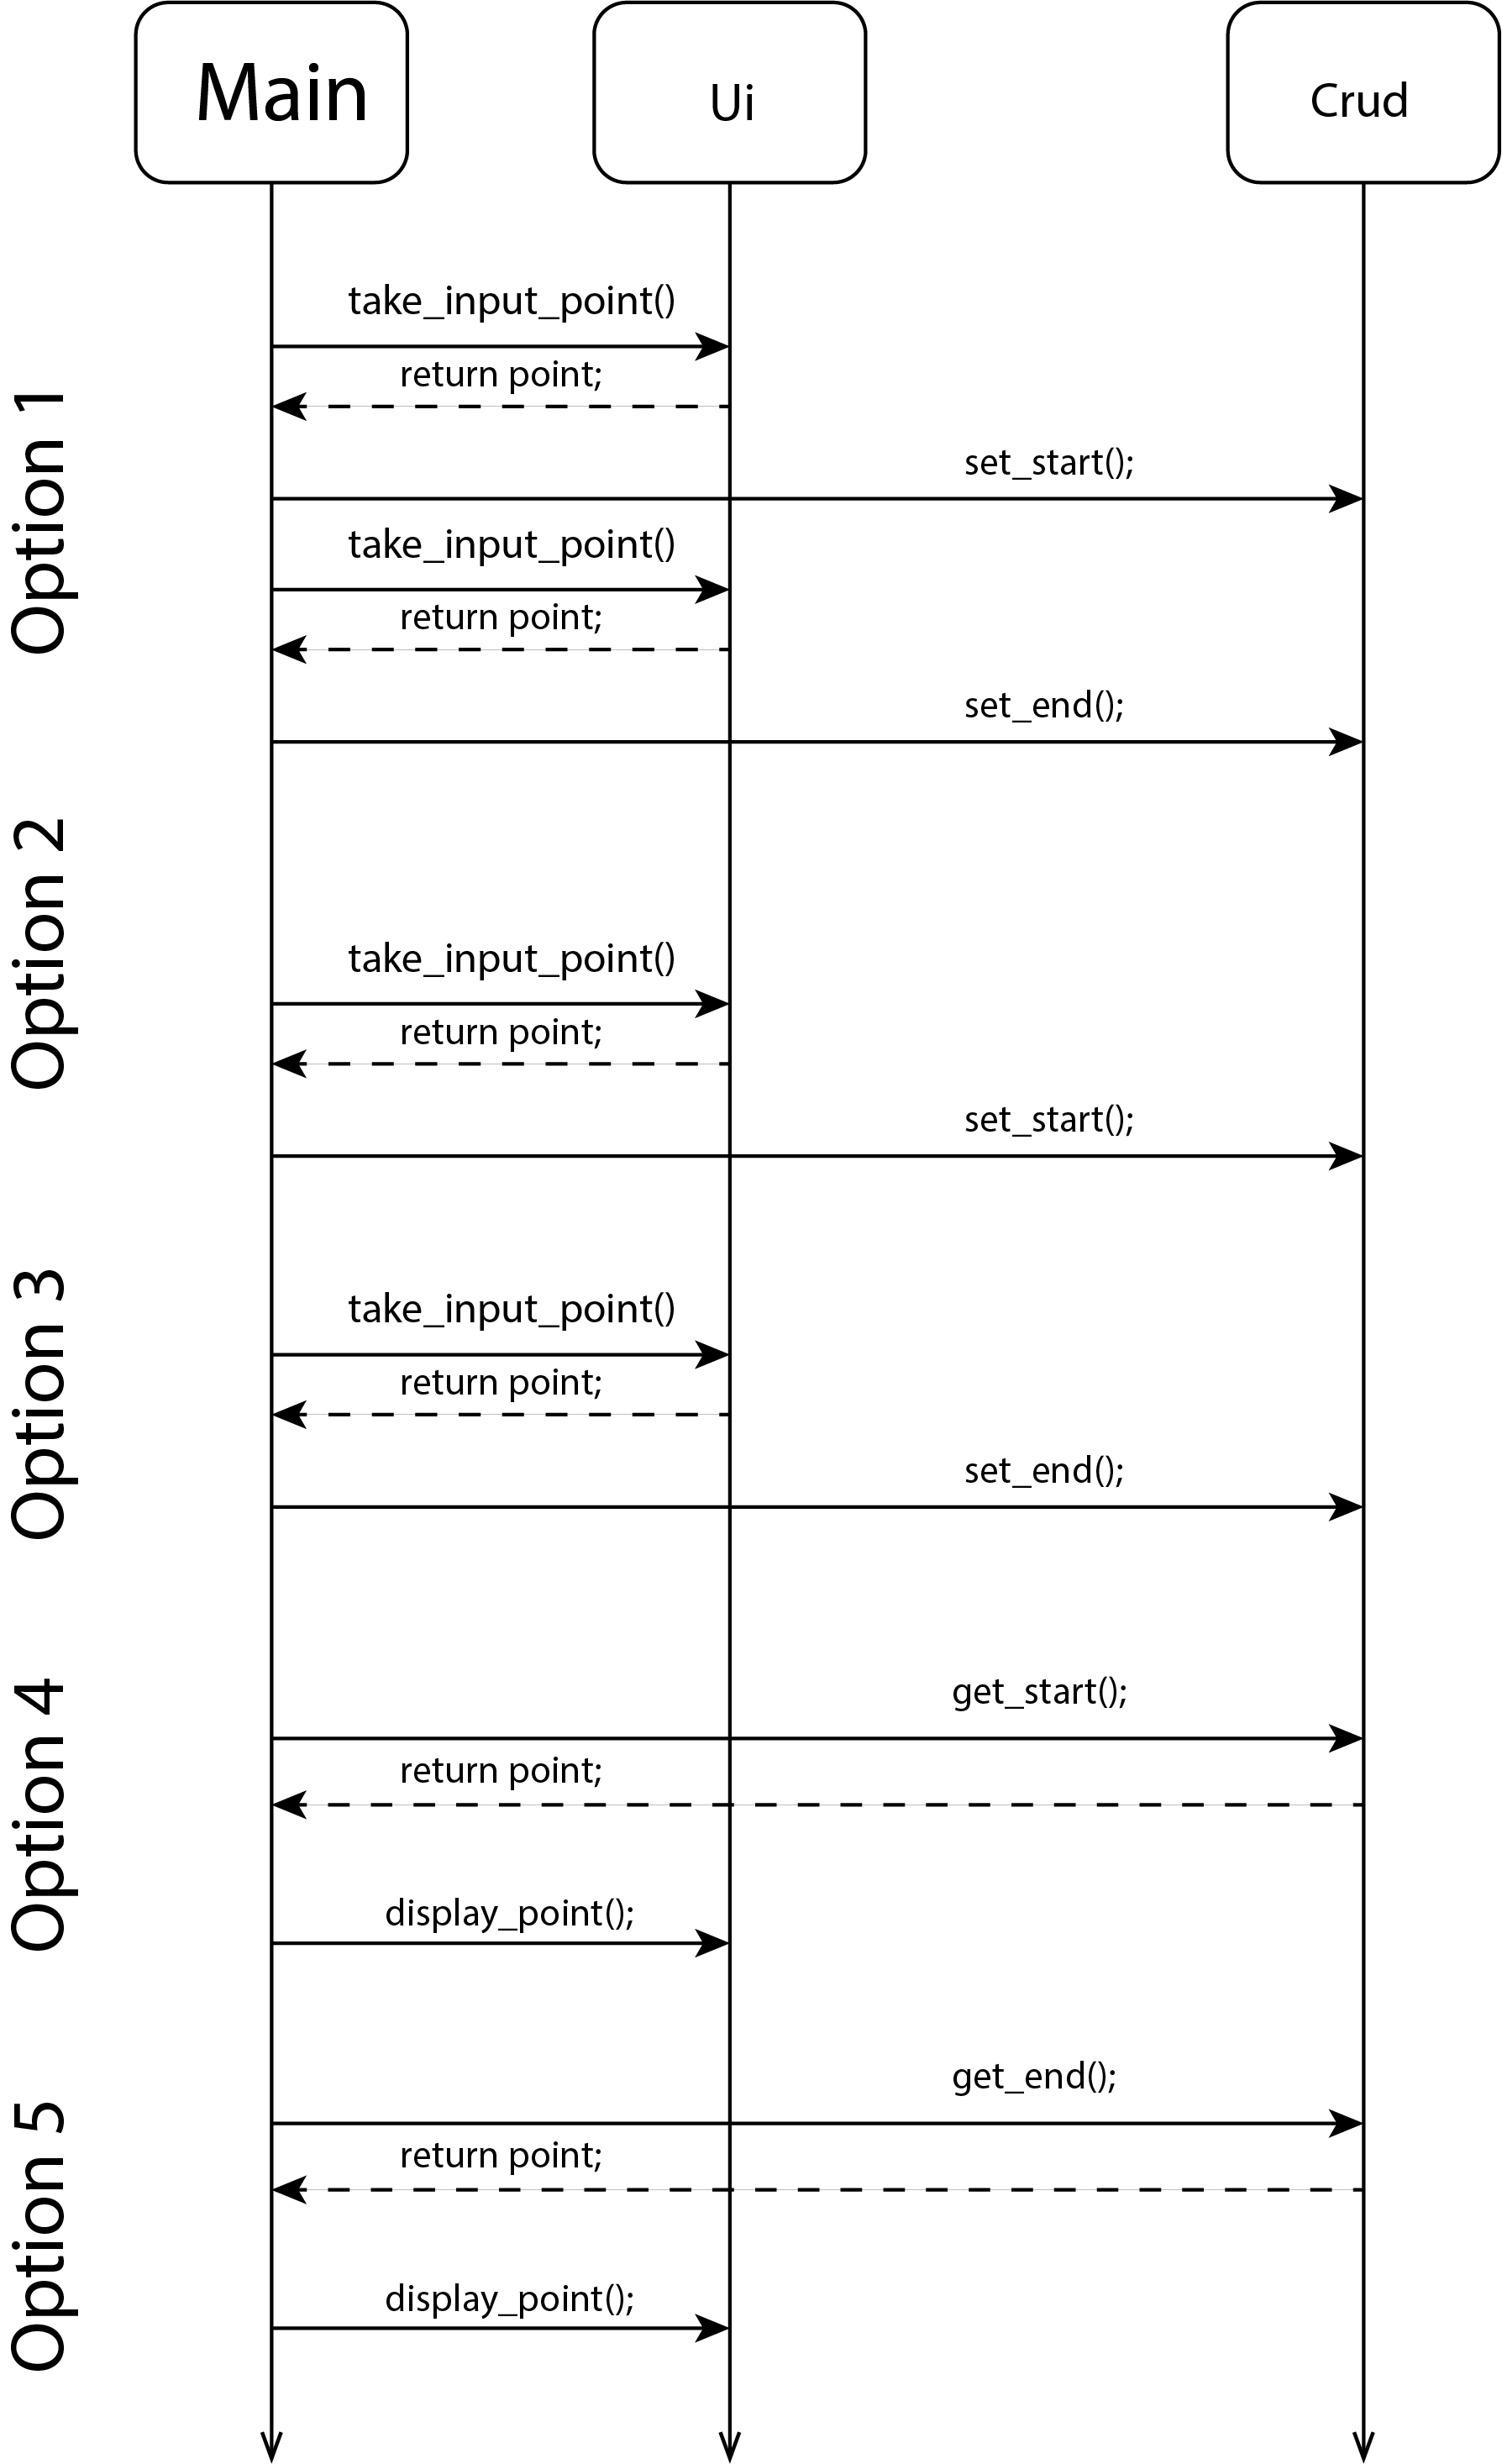 Main
Ui
Crud
Option 1
take_input_point()
return point;
set_start();
take_input_point()
return point;
set_end();
Option 2
take_input_point()
return point;
set_start();
Option 3
take_input_point()
return point;
set_end();
Option 4
get_start();
return point;
display_point();
Option 5
get_end();
return point;
display_point();